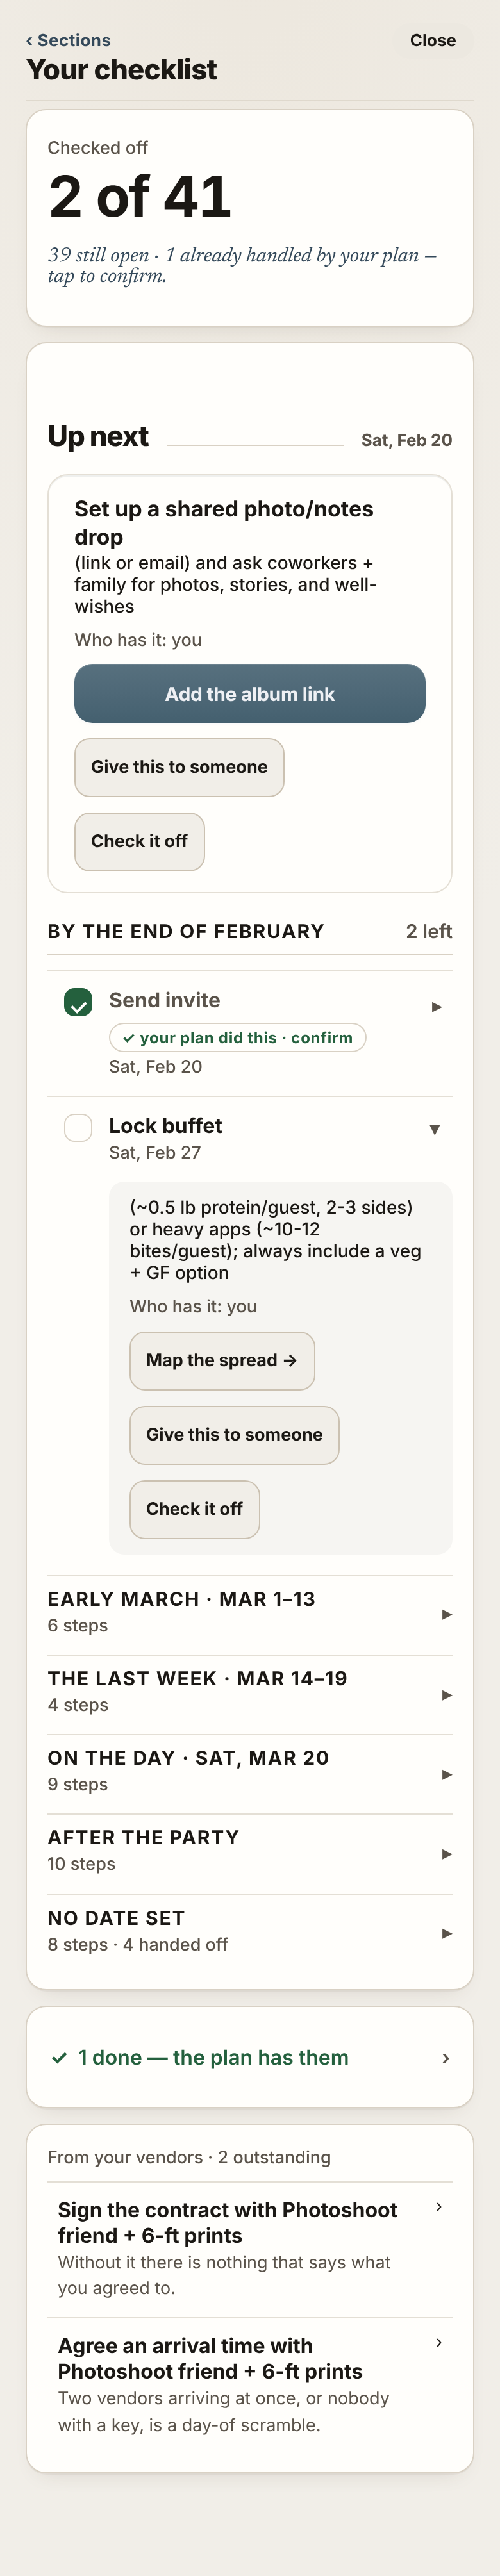 ‹ Sections
Close
Your checklist
Checked off
2 of 41
39 still open · 1 already handled by your plan –
tap to confirm.
Up next
Sat, Feb 20
Set up a shared photo/notes
drop
(link or email) and ask coworkers +
family for photos, stories, and well-
wishes
Who has it: you
Add the album link
Give this to someone
Check it off
BY THE END OF FEBRUARY
2 left
Send invite
▸
✓ your plan did this · confirm
Sat, Feb 20
Lock buffet
▾
Sat, Feb 27
(~0.5 lb protein/guest, 2-3 sides)
or heavy apps (~10-12
bites/guest); always include a veg
+ GF option
Who has it: you
Map the spread →
Give this to someone
Check it off
EARLY MARCH · MAR 1–13
6 steps
▸
THE LAST WEEK · MAR 14–19
4 steps
▸
ON THE DAY · SAT, MAR 20
9 steps
▸
AFTER THE PARTY
10 steps
▸
NO DATE SET
8 steps · 4 handed off
▸
✓ 1 done — the plan has them ›
From your vendors · 2 outstanding
Sign the contract with Photoshoot ›
friend + 6-ft prints
Without it there is nothing that says what
you agreed to.
Agree an arrival time with ›
Photoshoot friend + 6-ft prints
Two vendors arriving at once, or nobody
with a key, is a day-of scramble.